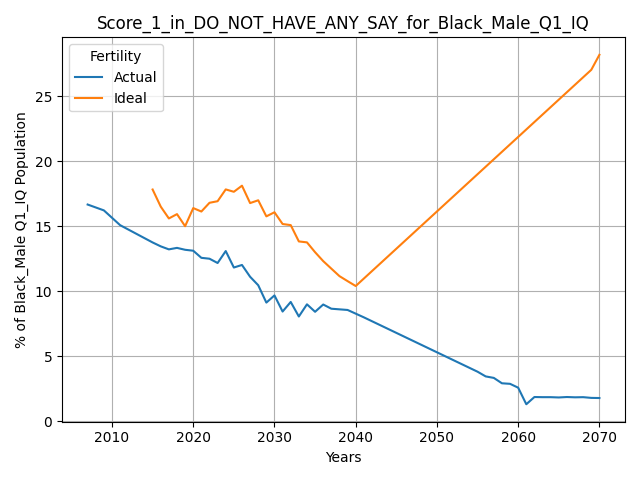 Score_1_in_DO_NOT_HAVE_ANY_SAY_for_Black_Male_Q1_IQ
Fertility
Actual
Ideal
% of Black_Male Q1_IQ Population
25
20
15
10
5
0
2010 2020 2030 2040 2050 2060 2070
Years